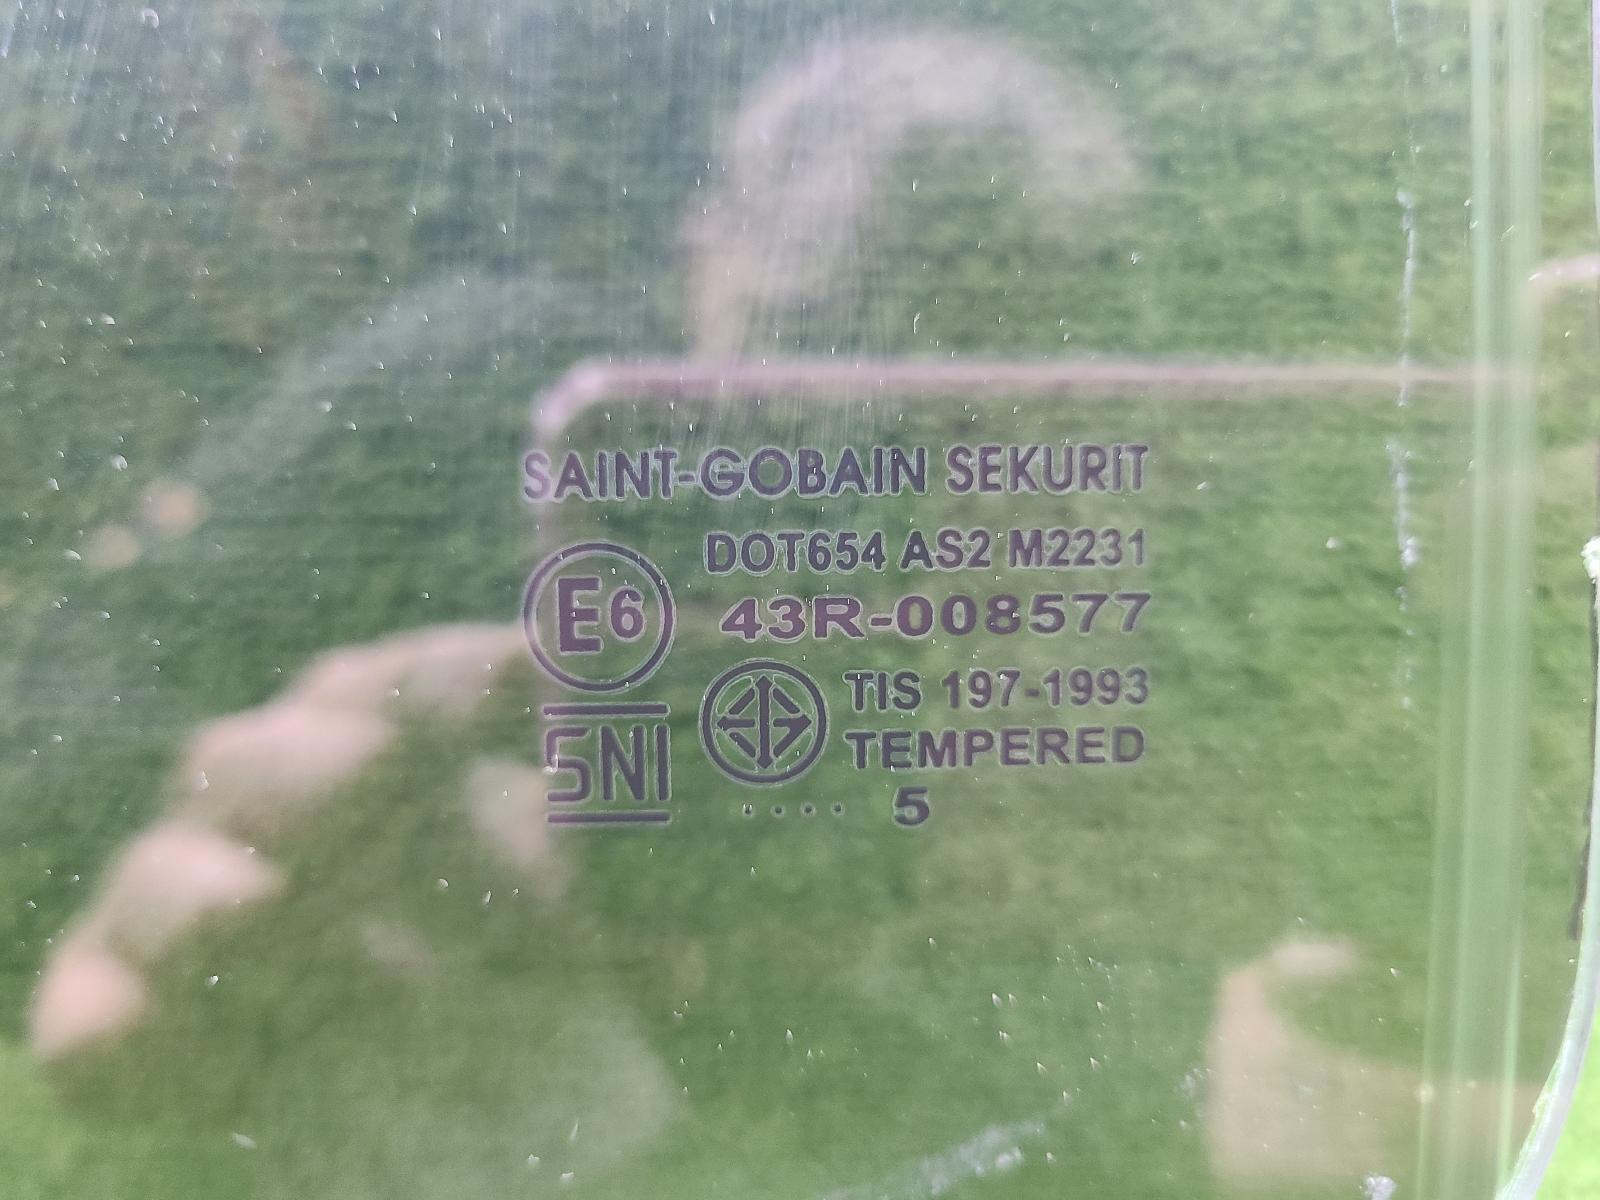 SAINT-GOBAIN SEKURIT
DOT654 AS2 M2231
E6 43R-008577
TIS 197-1993
SNI TEMPERED
.... 5